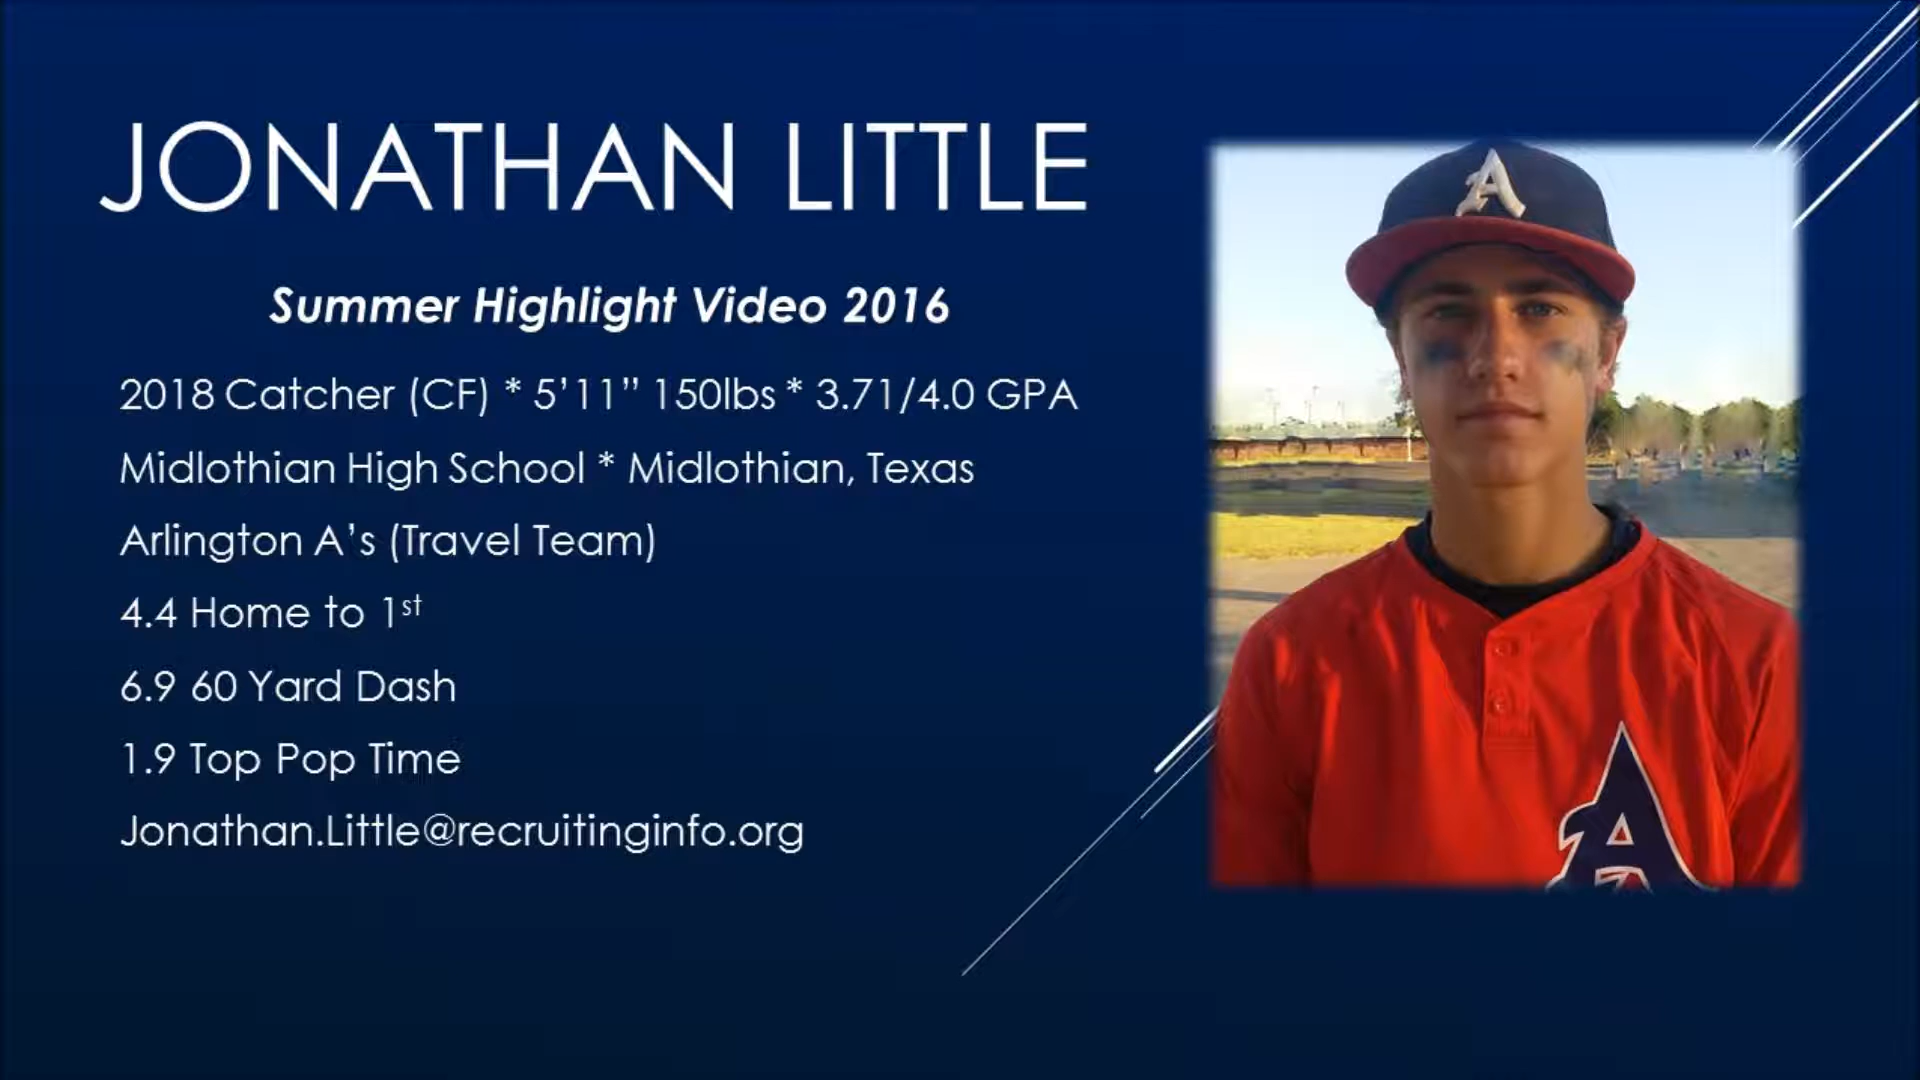 JONATHAN LITTLE
Summer Highlight Video 2016
2018 Catcher (CF) * 5’11” 150lbs * 3.71/4.0 GPA
Midlothian High School * Midlothian, Texas
Arlington A’s (Travel Team)
4.4 Home to 1st
6.9 60 Yard Dash
1.9 Top Pop Time
Jonathan.Little@recruitinginfo.org
A
A